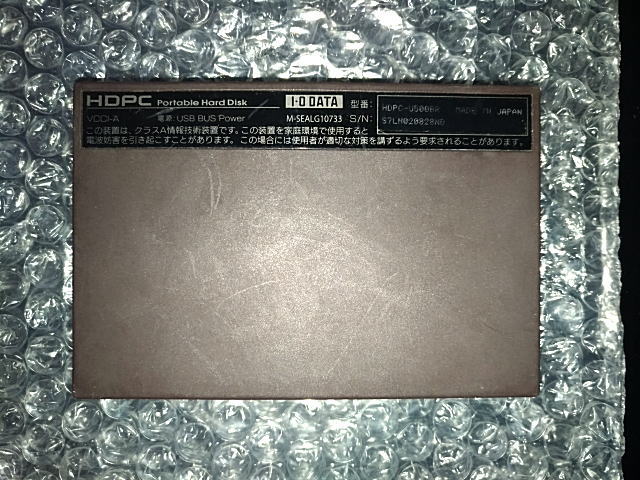 HDPC Portable Hard Disk I-O DATA 型番: HDPC-U500BR MADE IN JAPAN
VCCI-A 電源: USB BUS Power M-SEALG10733 S/N: S7LN020828ND
この装置は、クラスA情報技術装置です。この装置を家庭環境で使用すると
電波妨害を引き起こすことがあります。この場合には使用者が適切な対策を講ずるよう要求されることがあります。